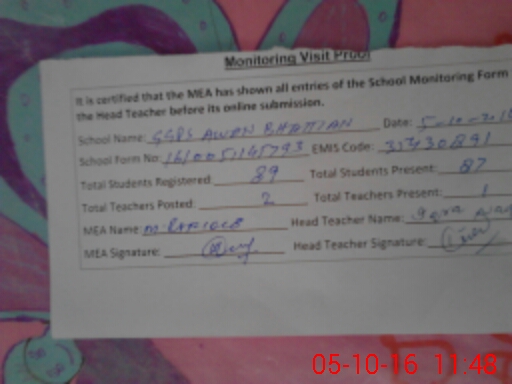 Monitoring Visit Proof
It is certified that the MEA has shown all entries of the School Monitoring Form
the Head Teacher before its online submission.
School Name: GGPS AWAN BHATTIAN Date: 5-10-201
School Form No: EMIS Code:
Total Students Registered 89 Total Students Present: 87
Total Teachers Posted 2 Total Teachers Present: 1
MEA Name Head Teacher Name:
MEA Signature: Head Teacher Signature:
05-10-16 11:48